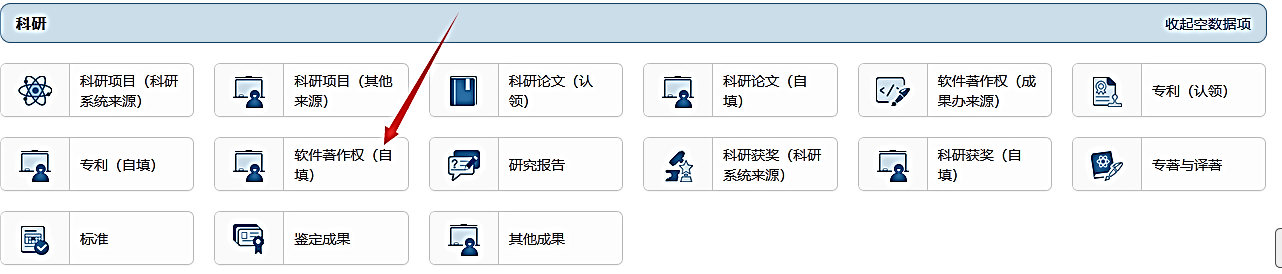 科研
收起空数据项
科研项目（科研
系统来源）
科研项目（其他
来源）
科研论文（认
领）
科研论文（自
填）
软件著作权（成
果办来源）
专利（认领）
专利（自填）
软件著作权（自
填）
研究报告
科研获奖（科研
系统来源）
科研获奖（自
填）
专著与译著
标准
鉴定成果
其他成果